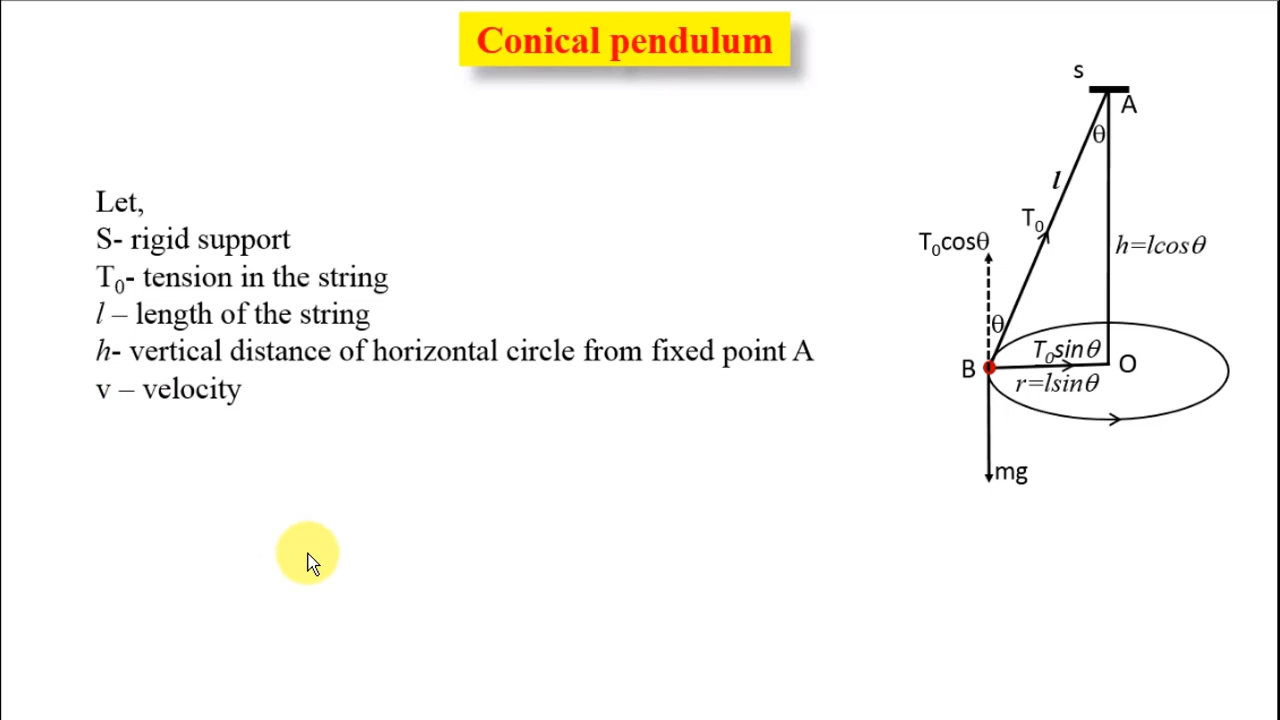 Conical pendulum
Let,
S- rigid support
T₀- tension in the string
l – length of the string
h- vertical distance of horizontal circle from fixed point A
v – velocity
s
A
θ
l
T₀
T₀cosθ
h=lcosθ
θ
T₀sinθ
B
O
r=lsinθ
mg